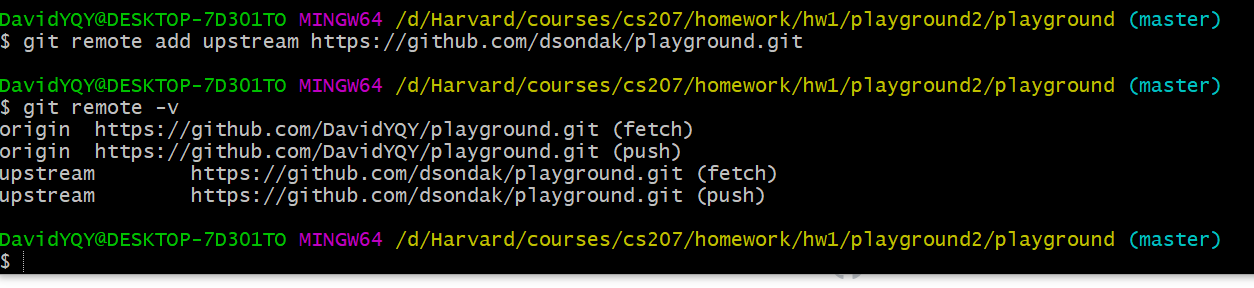 DavidYQY@DESKTOP-7D301TO MINGW64 /d/Harvard/courses/cs207/homework/hw1/playground2/playground (master)
$ git remote add upstream https://github.com/dsondak/playground.git
DavidYQY@DESKTOP-7D301TO MINGW64 /d/Harvard/courses/cs207/homework/hw1/playground2/playground (master)
$ git remote -v
origin  https://github.com/DavidYQY/playground.git (fetch)
origin  https://github.com/DavidYQY/playground.git (push)
upstream        https://github.com/dsondak/playground.git (fetch)
upstream        https://github.com/dsondak/playground.git (push)
DavidYQY@DESKTOP-7D301TO MINGW64 /d/Harvard/courses/cs207/homework/hw1/playground2/playground (master)
$